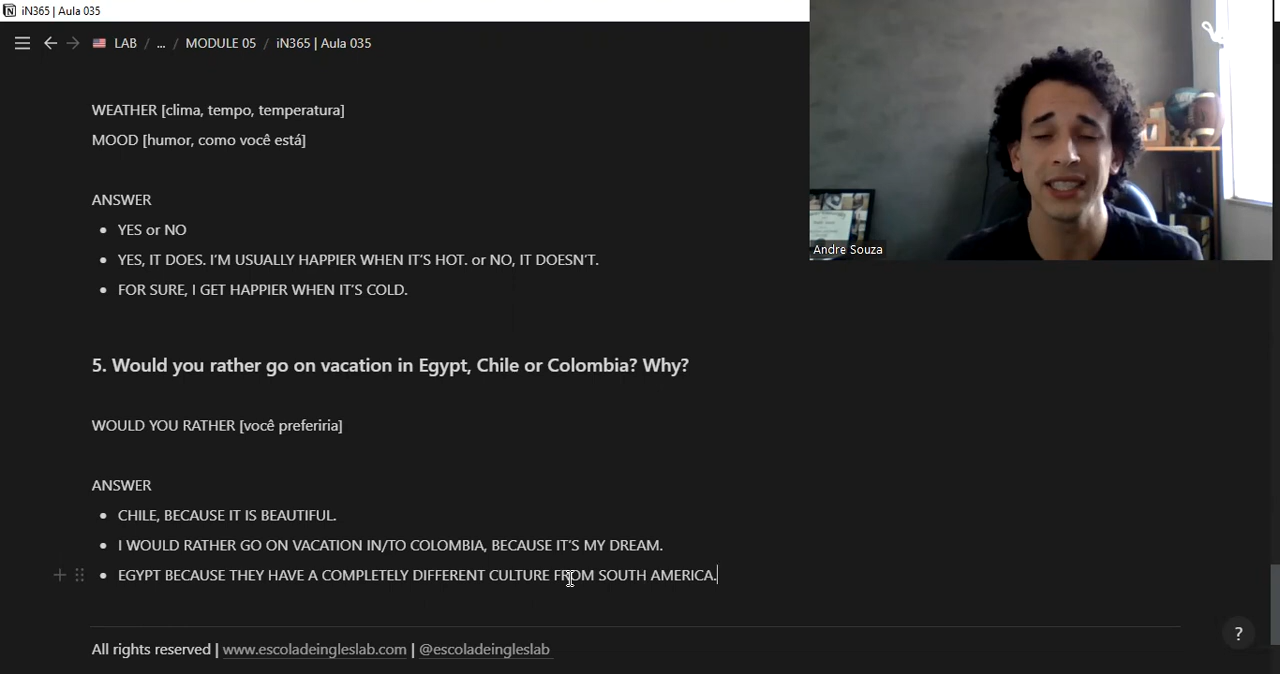 iN365 | Aula 035
LAB / ... / MODULE 05 / iN365 | Aula 035
WEATHER [clima, tempo, temperatura]
MOOD [humor, como você está]
ANSWER
YES or NO
YES, IT DOES. I'M USUALLY HAPPIER WHEN IT'S HOT. or NO, IT DOESN'T.
FOR SURE, I GET HAPPIER WHEN IT'S COLD.
Andre Souza
5. Would you rather go on vacation in Egypt, Chile or Colombia? Why?
WOULD YOU RATHER [você preferiria]
ANSWER
CHILE, BECAUSE IT IS BEAUTIFUL.
I WOULD RATHER GO ON VACATION IN/TO COLOMBIA, BECAUSE IT'S MY DREAM.
EGYPT BECAUSE THEY HAVE A COMPLETELY DIFFERENT CULTURE FROM SOUTH AMERICA.
All rights reserved | www.escoladeingleslab.com | @escoladeingleslab
?